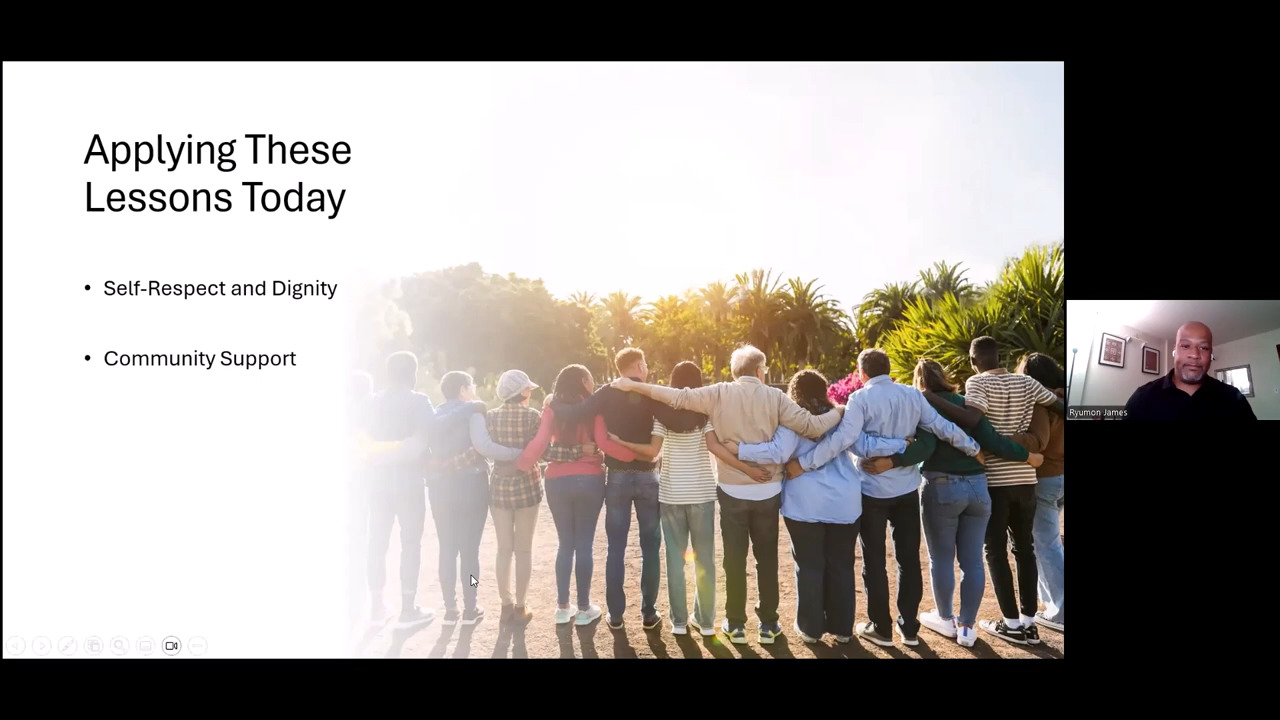 Applying These
Lessons Today
• Self-Respect and Dignity
• Community Support
Ryumon James